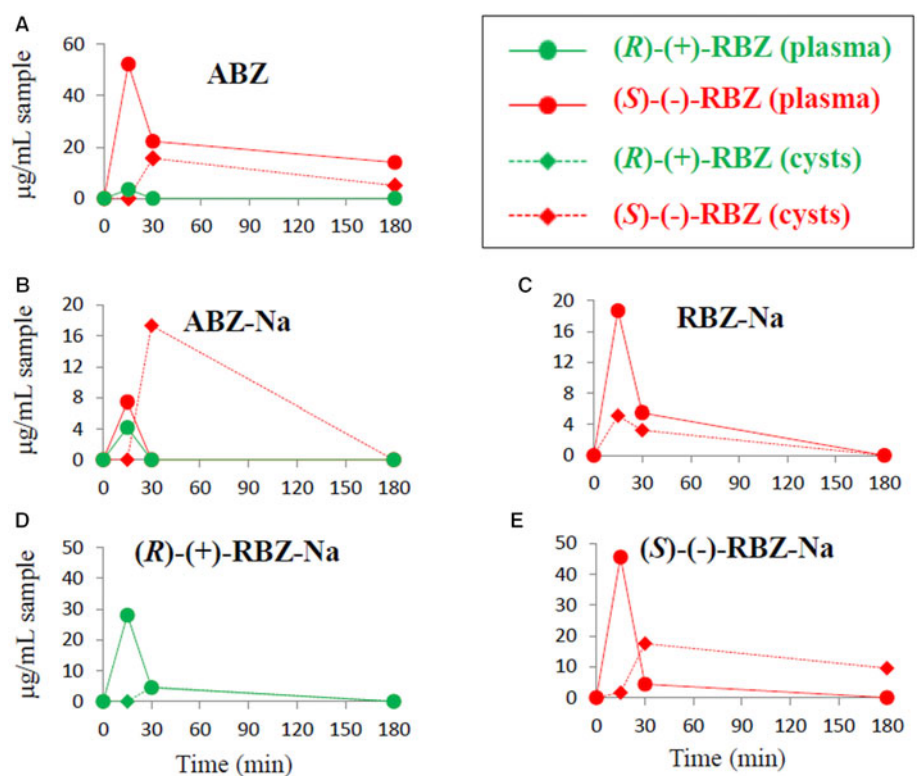 A
µg/mL sample
60
40
20
0
ABZ
0 30 60 90 120 150 180
(R)-(+)-RBZ (plasma)
(S)-(-)-RBZ (plasma)
(R)-(+)-RBZ (cysts)
(S)-(-)-RBZ (cysts)
B
µg/mL sample
20
16
12
8
4
0
ABZ-Na
0 30 60 90 120 150 180
C
20
16
12
8
4
0
RBZ-Na
0 30 60 90 120 150 180
D
µg/mL sample
50
40
30
20
10
0
(R)-(+)-RBZ-Na
0 30 60 90 120 150 180
Time (min)
E
50
40
30
20
10
0
(S)-(-)-RBZ-Na
0 30 60 90 120 150 180
Time (min)